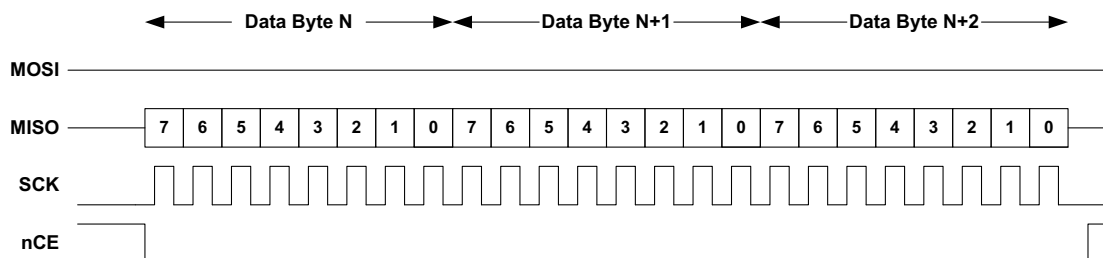 Data Byte N Data Byte N+1 Data Byte N+2
MOSI
MISO 7 6 5 4 3 2 1 0 7 6 5 4 3 2 1 0 7 6 5 4 3 2 1 0
SCK
nCE